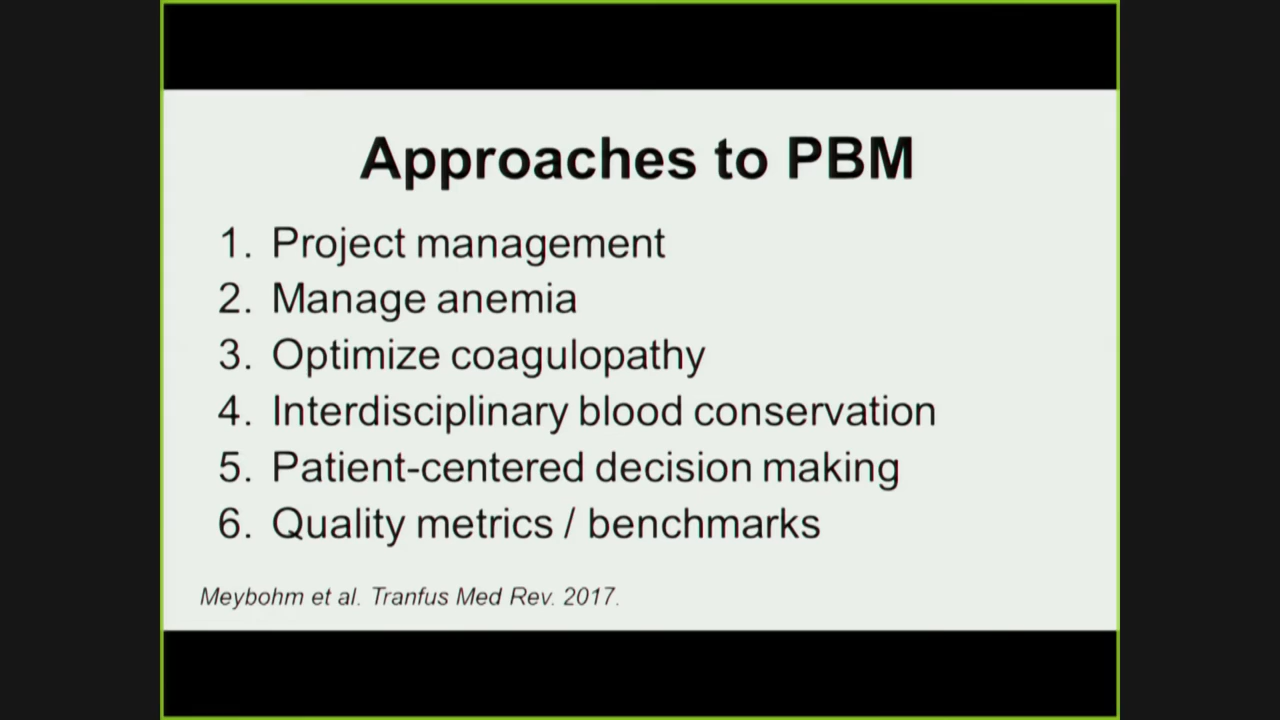 Approaches to PBM
1. Project management
2. Manage anemia
3. Optimize coagulopathy
4. Interdisciplinary blood conservation
5. Patient-centered decision making
6. Quality metrics / benchmarks
Meybohm et al. Tranfus Med Rev. 2017.